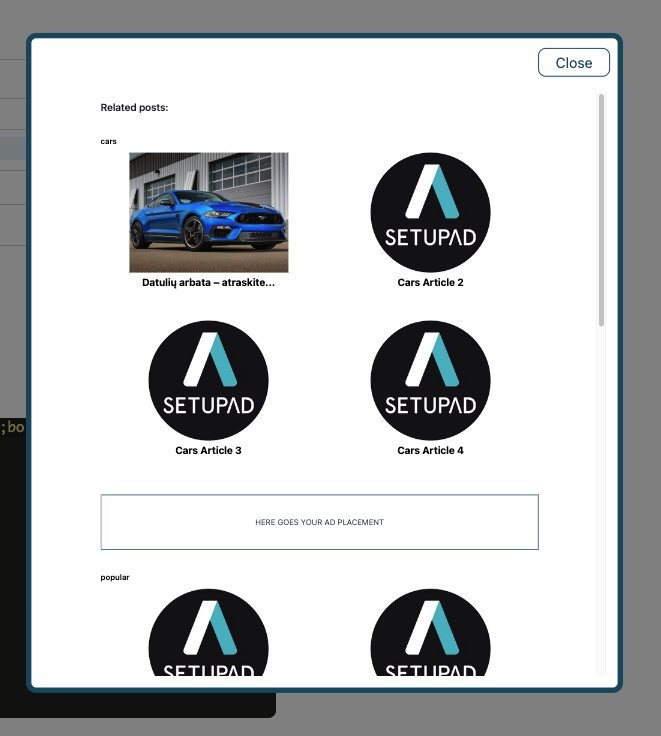 Close
Related posts:
cars
SETUPAD
Datulių arbata – atraskite...
Cars Article 2
SETUPAD
SETUPAD
Cars Article 3
Cars Article 4
HERE GOES YOUR AD PLACEMENT
;bo
popular
SETUPAD
SETUPAD